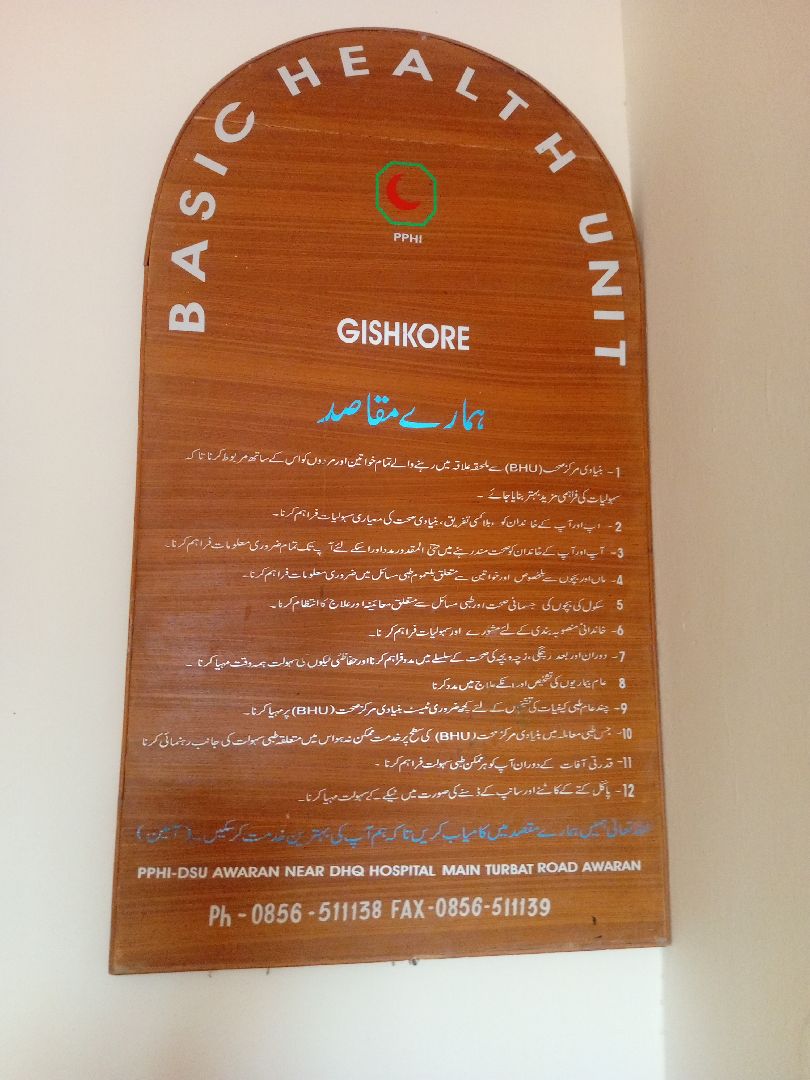 BASIC HEALTH UNIT
PPHI
GISHKORE
ہمارے مقاصد
1- بنیادی مرکز صحت (BHU) سے ملحقہ علاقہ میں رہنے والے تمام خواتین اور مردوں کو اس کے ساتھ مربوط کرنا تاکہ
سہولیات کی فراہمی مزید بہتر بنایا جائے ۔
2- اپ اور آپ کے خاندان کو بلا کسی تفریق، بنیادی صحت کی معیاری سہولیات فراہم کرنا۔
3- آپ اور آپ کے خاندان کو صحت مند رہنے میں حتی المقدور مدد اور اسکے لئے آپ تک تمام ضروری معلومات فراہم کرنا۔
4- ماں اور بچوں سے بلخصوص اور خواتین سے متعلق بلعموم طبی مسائل میں ضروری معلومات فراہم کرنا۔
5 سکول کی بچوں کی جسمانی صحت اور طبی مسائل سے متعلق معائینہ اور علاج کا انتظام کرنا۔
6- خاندانی منصوبہ بندی کے لئے مشورے اور سہولیات فراہم کرنا۔
7- دوران اور بعد زچگی، زچہ و بچہ کی صحت کے سلسلے میں مدد فراہم کرنا اور حفاظتی ٹیکوں کی سہولت ہمہ وقت مہیا کرنا ۔
8 عام بیماریوں کی تشخیص اور انکے علاج میں مدد کرنا
9- چند عام طبی کیفیات کی تشخیص کے لئے کچھ ضروری ٹیسٹ بنیادی مرکز صحت (BHU) پر مہیا کرنا۔
10- جس طبی معاملہ میں بنیادی مرکز صحت (BHU) کی سطح پر خدمت ممکن نہ ہو اس میں متعلقہ طبی سہولت کی جانب رہنمائی کرنا
11- قدرتی آفات کے دوران آپ کو ہر ممکن طبی سہولت فراہم کرنا ۔
12- پاگل کتے کے کاٹنے اور سانپ کے ڈسنے کی صورت میں ٹیکے کے سہولت مہیا کرنا۔
اللہ تعالیٰ ہمیں ہمارے مقصد میں کامیاب کریں تاکہ ہم آپ کی بہترین خدمت کر سکیں۔ (آمین)
PPHI-DSU AWARAN NEAR DHQ HOSPITAL MAIN TURBAT ROAD AWARAN
Ph - 0856 - 511138 FAX-0856-511139